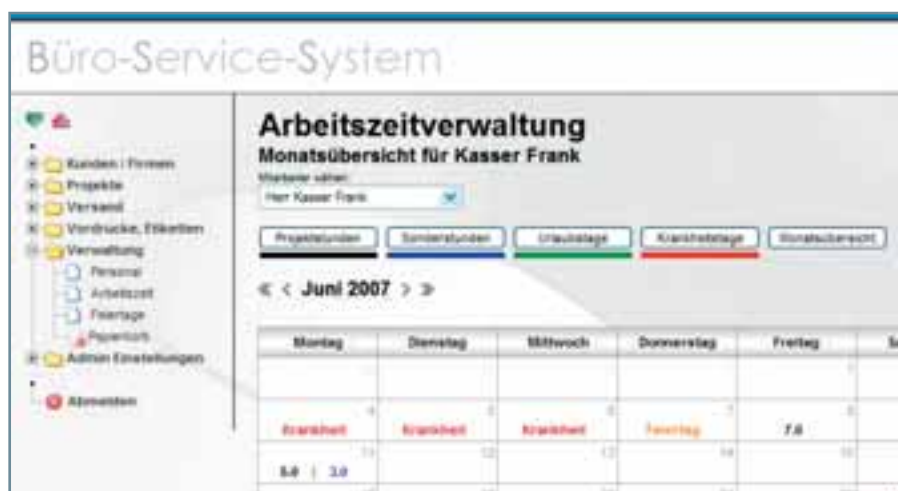 Büro-Service-System
Arbeitszeitverwaltung
Monatsübersicht für Kasser Frank
Mitarbeiter wählen:
Herr Kasser Frank
Kunden / Firmen
Projekte
Versand
Vordrucke, Etiketten
Verwaltung
Personal
Arbeitszeit
Feiertage
Papierkorb
Admin Einstellungen
Abmelden
Projektstunden Sonderstunden Urlaubstage Krankheitstage Monatsübersicht
« < Juni 2007 > »
Montag Dienstag Mittwoch Donnerstag Freitag
1
4 5 6 7 8
Krankheit Krankheit Krankheit Feiertag 7.0
11 12 13 14 15
5.0 | 3.0